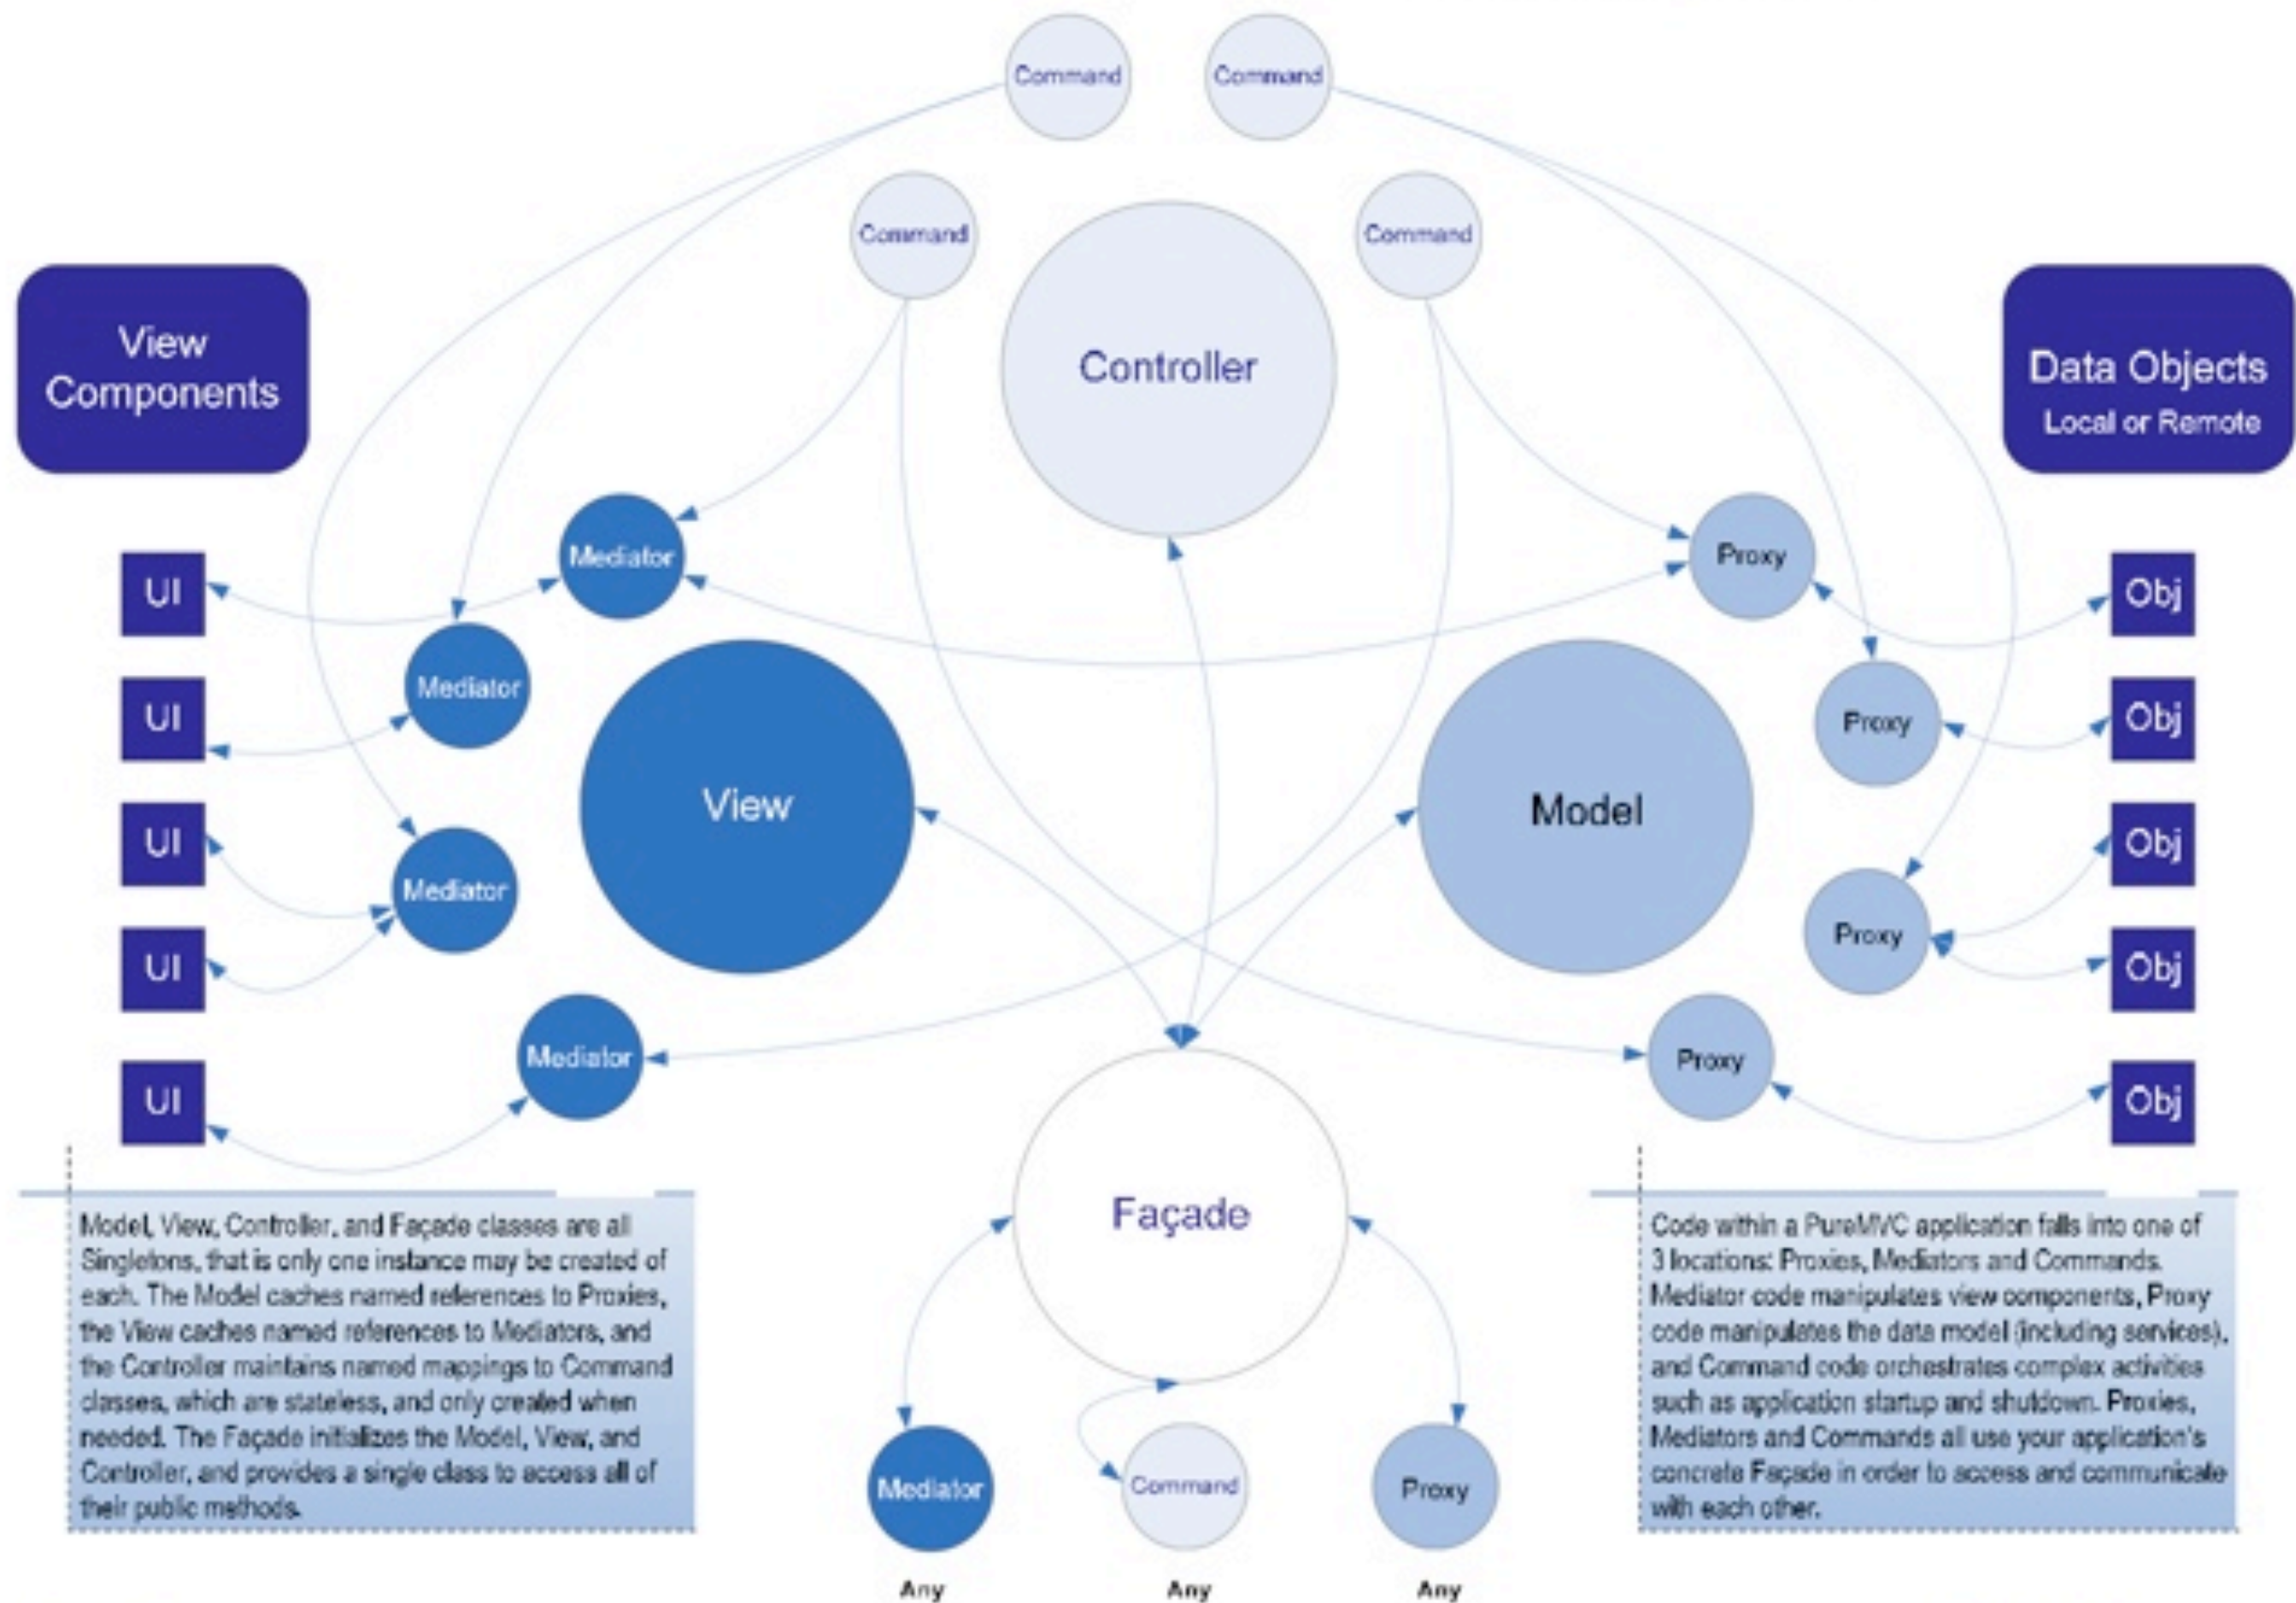 Command
Command
Command
Command
Controller
View
Components
Data Objects
Local or Remote
Mediator
Proxy
UI
Obj
Mediator
UI
Proxy
Obj
View
Model
UI
Obj
Mediator
Proxy
UI
Obj
Mediator
Proxy
UI
Obj
Façade
Model, View, Controller, and Façade classes are all
Singletons, that is only one instance may be created of
each. The Model caches named references to Proxies,
the View caches named references to Mediators, and
the Controller maintains named mappings to Command
classes, which are stateless, and only created when
needed. The Façade initializes the Model, View, and
Controller, and provides a single class to access all of
their public methods.
Code within a PureMVC application falls into one of
3 locations: Proxies, Mediators and Commands.
Mediator code manipulates view components, Proxy
code manipulates the data model (including services),
and Command code orchestrates complex activities
such as application startup and shutdown. Proxies,
Mediators and Commands all use your application's
concrete Façade in order to access and communicate
with each other.
Mediator
Command
Proxy
Any
Any
Any